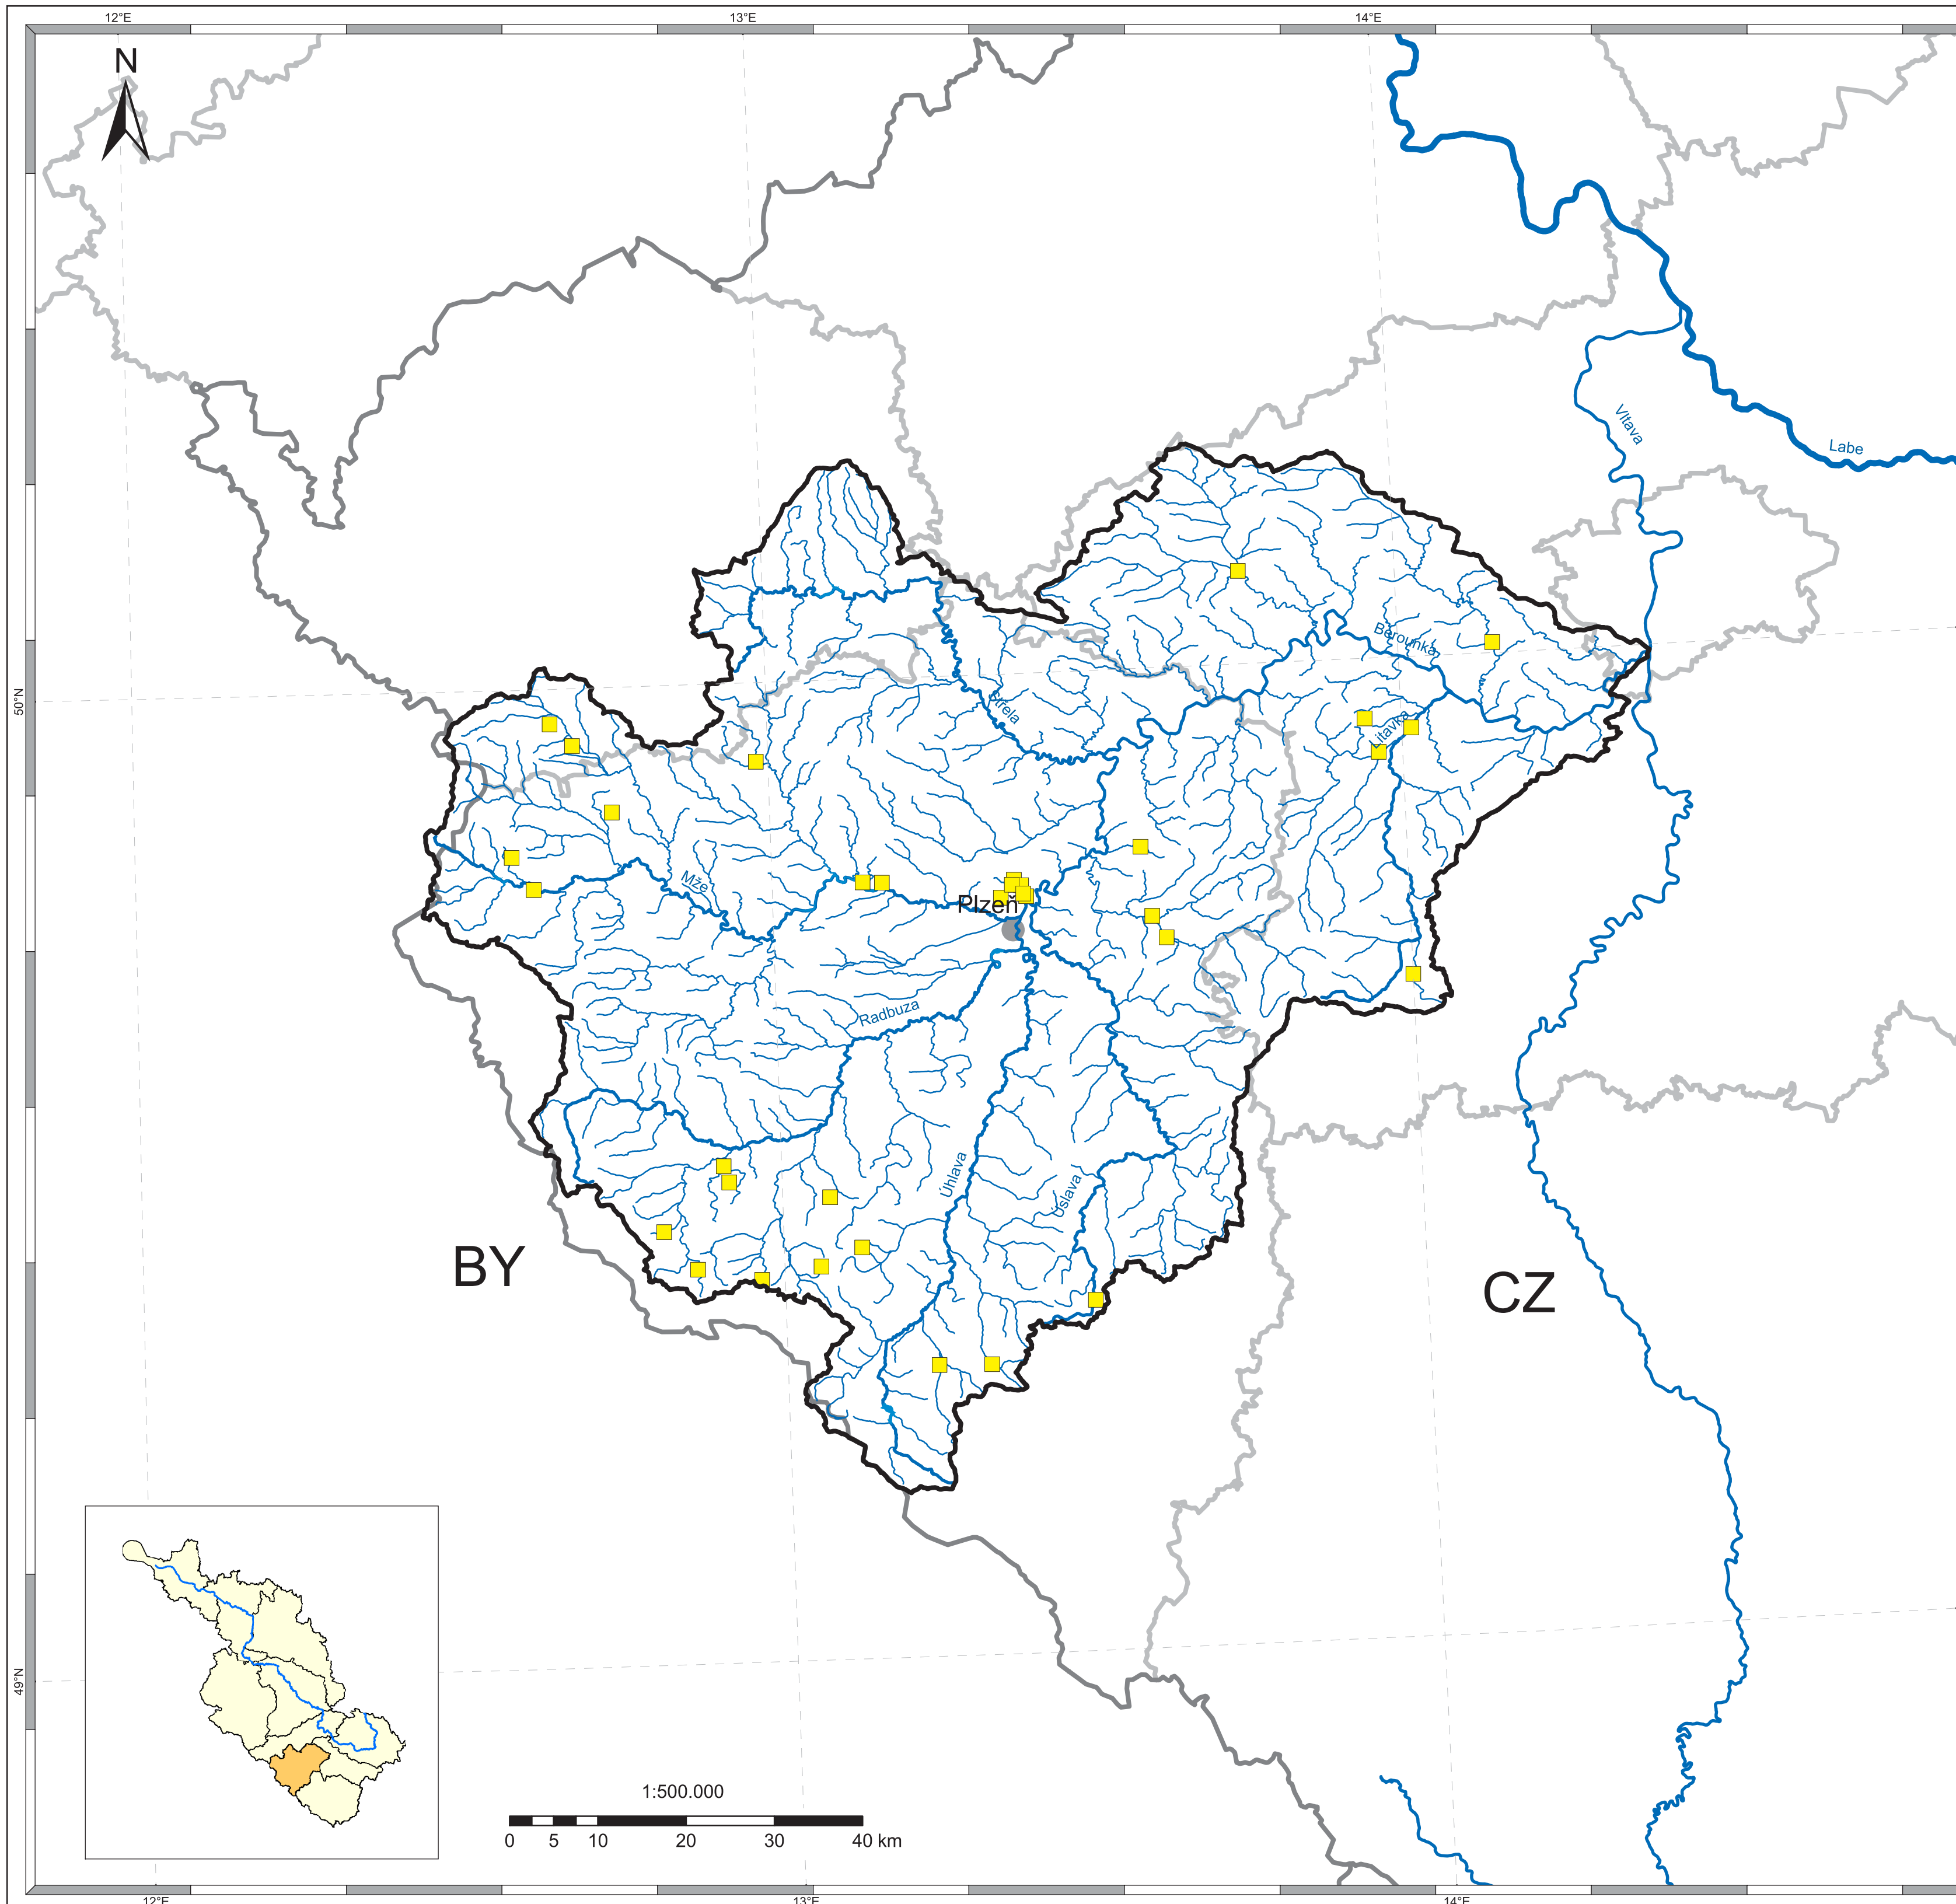 12°E
13°E
14°E
N
Vltava
Labe
Berounka
50°N
Střela
Litavka
Mže
Plzeň
Radbuza
Úhlava
Úslava
BY
CZ
49°N
1:500.000
0 5 10 20 30 40 km
12°E
13°E
14°E